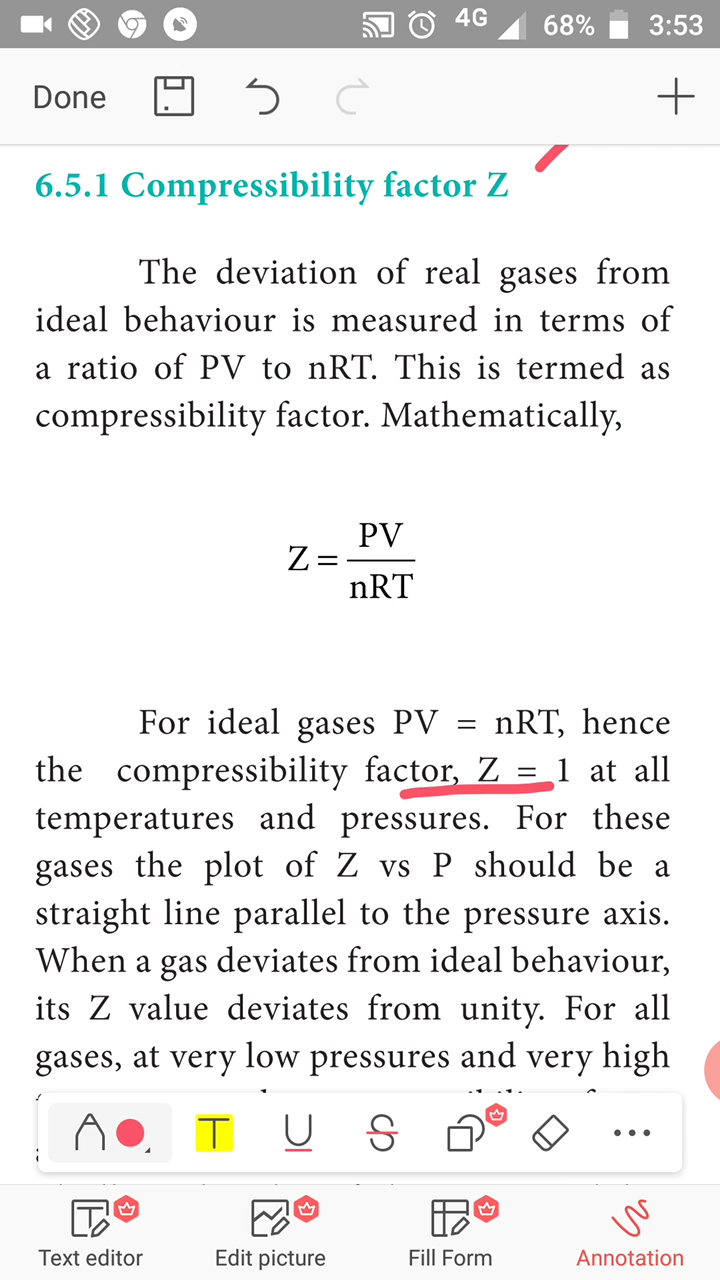 4G 68% 3:53
Done
6.5.1 Compressibility factor Z
The deviation of real gases from
ideal behaviour is measured in terms of
a ratio of PV to nRT. This is termed as
compressibility factor. Mathematically,
Z = PV
nRT
For ideal gases PV = nRT, hence
the compressibility factor, Z = 1 at all
temperatures and pressures. For these
gases the plot of Z vs P should be a
straight line parallel to the pressure axis.
When a gas deviates from ideal behaviour,
its Z value deviates from unity. For all
gases, at very low pressures and very high
T U S
Text editor Edit picture Fill Form Annotation